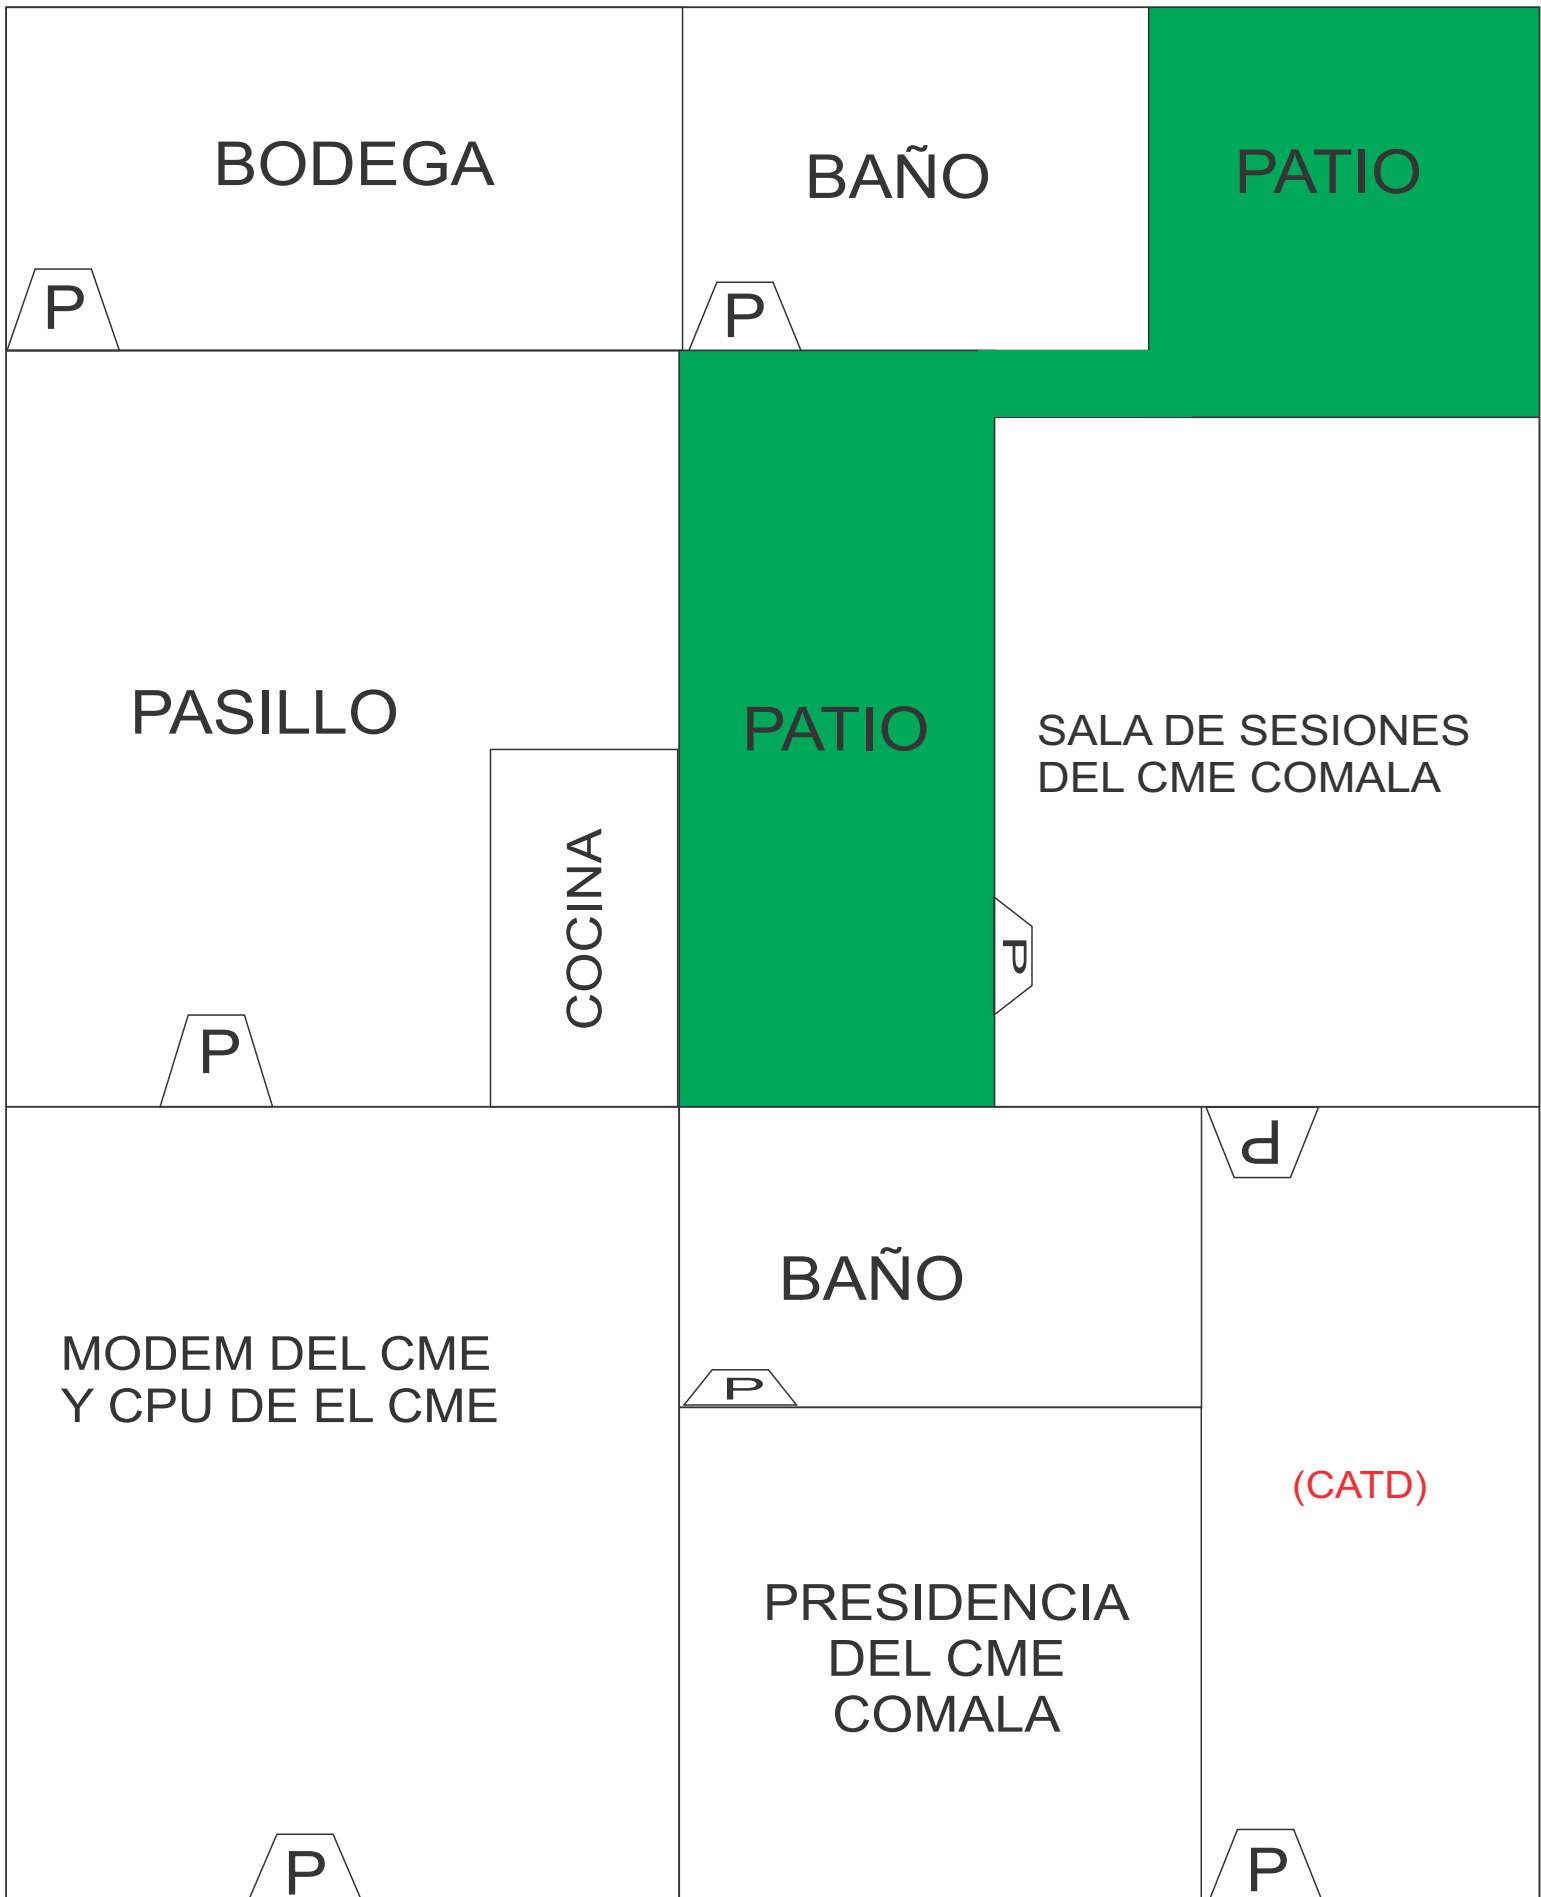 BODEGA
BAÑO
PATIO
P
P
PASILLO
PATIO
SALA DE SESIONES
DEL CME COMALA
COCINA
P
P
P
BAÑO
MODEM DEL CME
Y CPU DE EL CME
P
(CATD)
PRESIDENCIA
DEL CME
COMALA
P
P